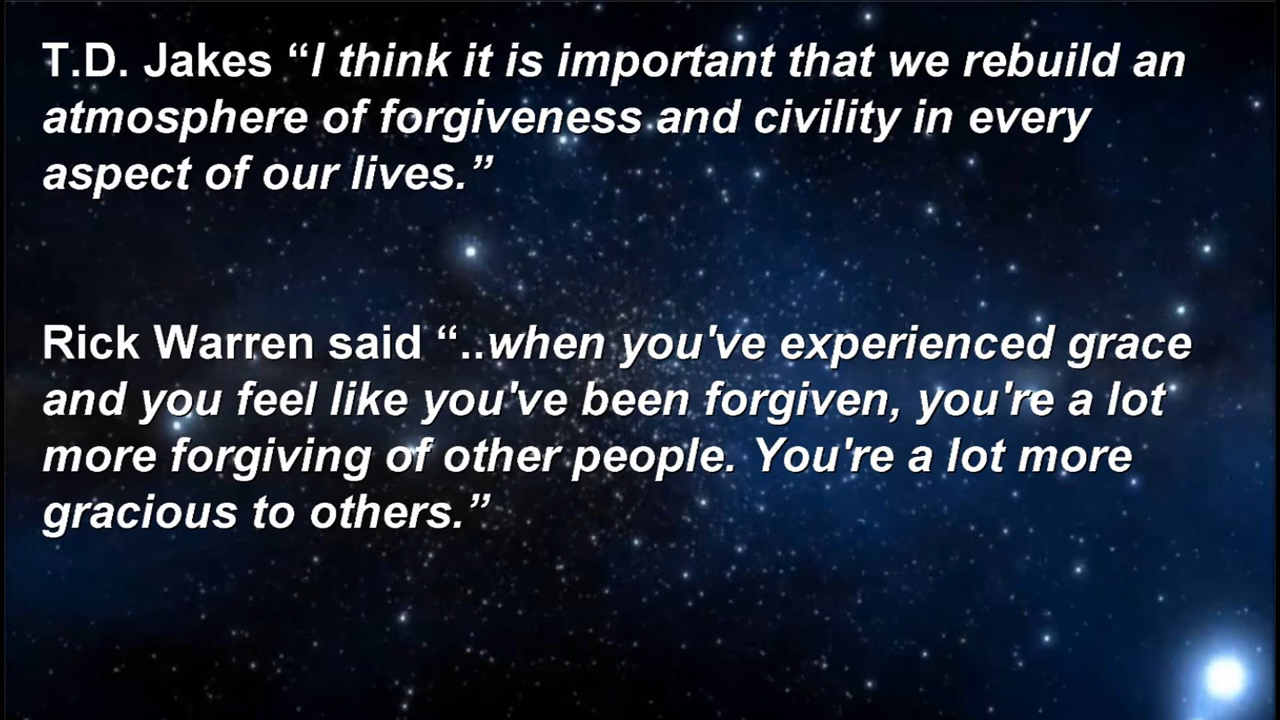 T.D. Jakes “I think it is important that we rebuild an
atmosphere of forgiveness and civility in every
aspect of our lives.”
Rick Warren said “..when you've experienced grace
and you feel like you've been forgiven, you're a lot
more forgiving of other people. You're a lot more
gracious to others.”